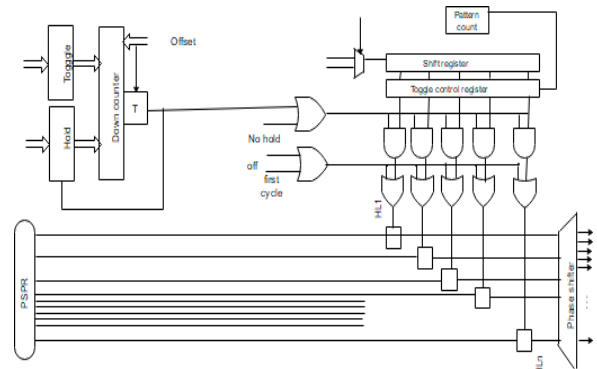 Pattern
count
Offset
Toggle
Down counter
Shift register
Toggle control register
T
Hold
No hold
off
first
cycle
HL1
PSPR
Phase shifter
HLn